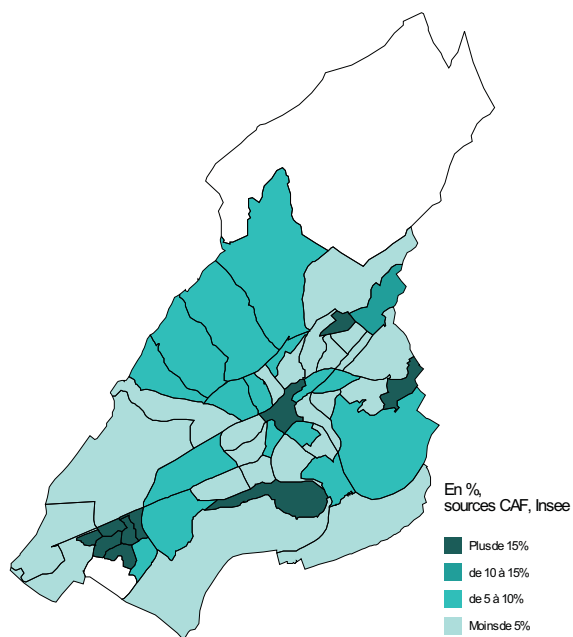 En %,
sources CAF, Insee
Plus de 15%
de 10 à 15%
de 5 à 10%
Moins de 5%